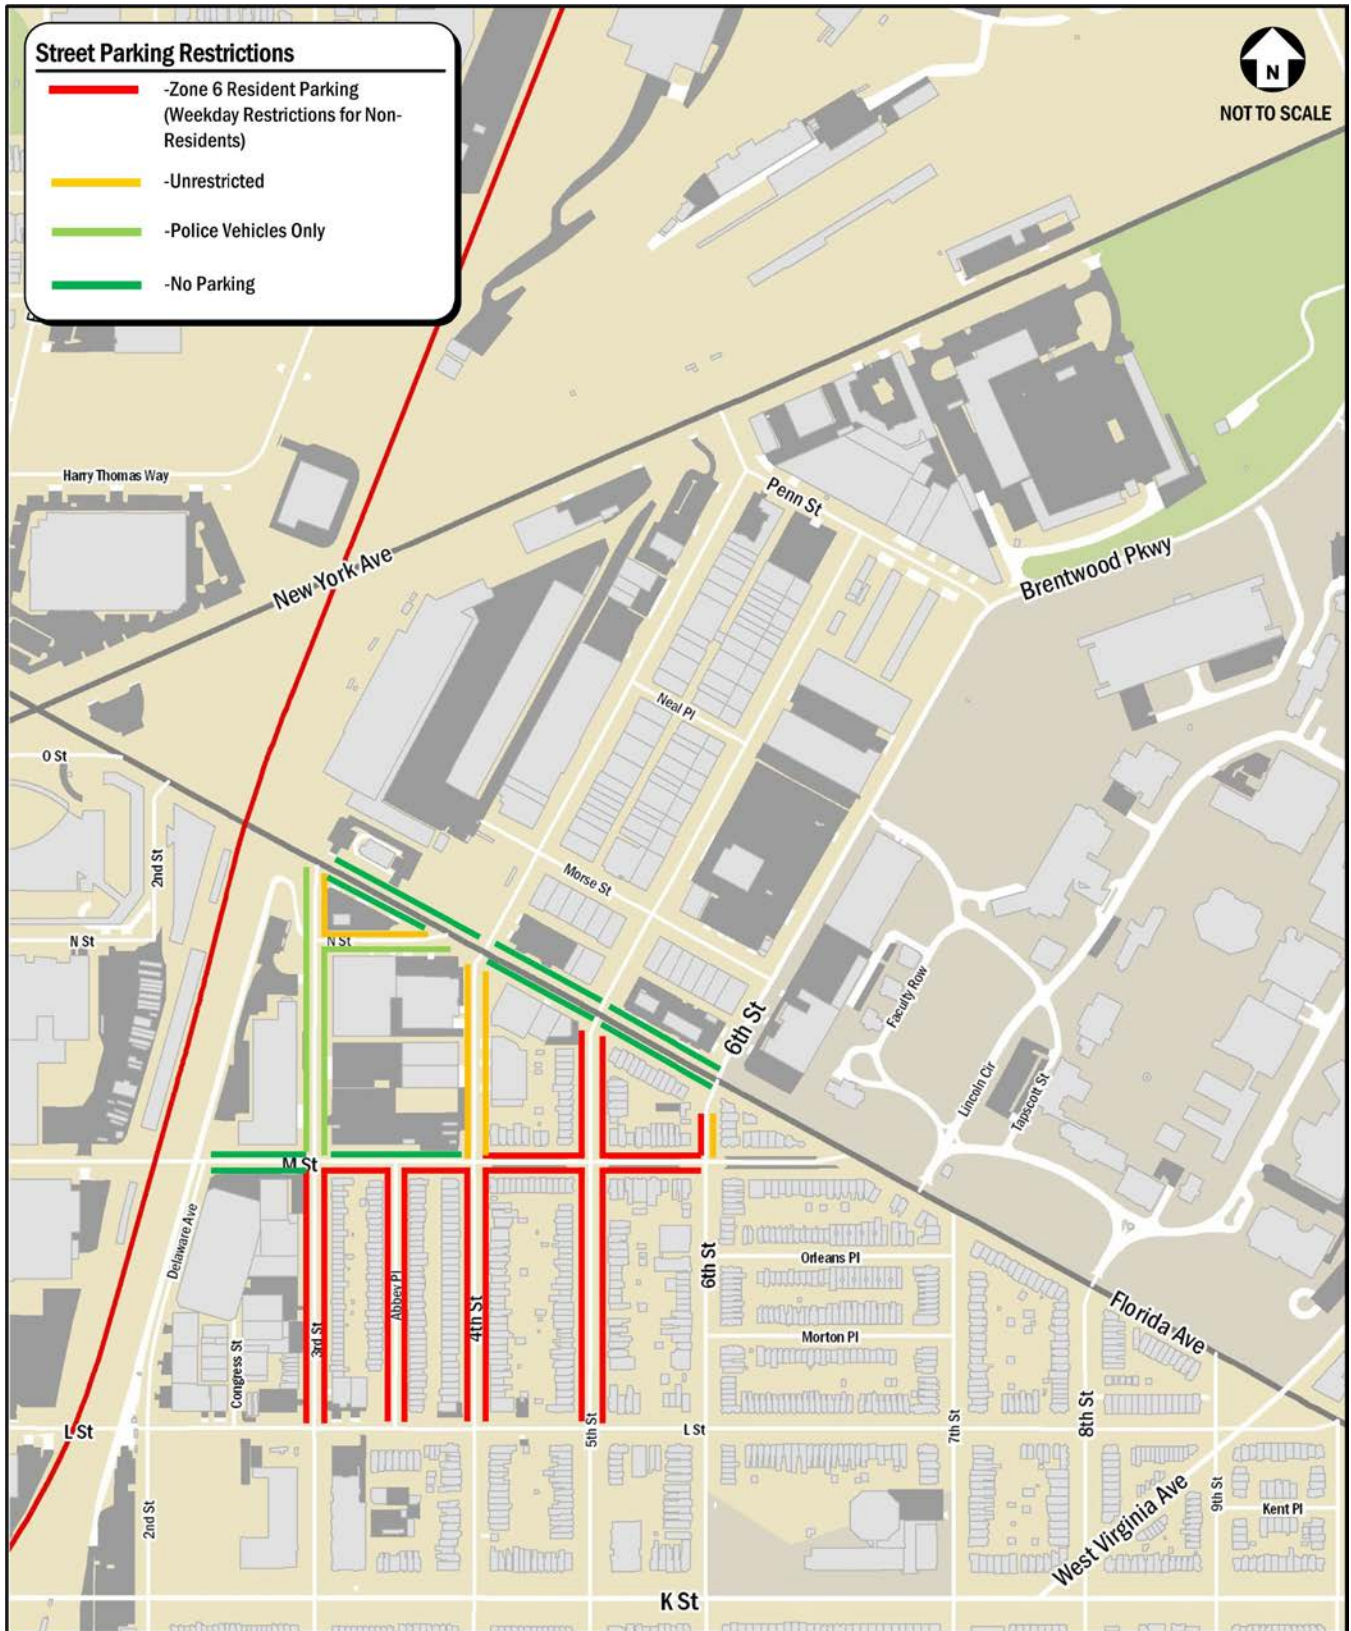 Street Parking Restrictions
-Zone 6 Resident Parking
(Weekday Restrictions for Non-
Residents)
-Unrestricted
-Police Vehicles Only
-No Parking
N
NOT TO SCALE
Harry Thomas Way
New York Ave
Penn St
Brentwood Pkwy
Neal Pl
O St
2nd St
Morse St
N St
N St
6th St
Faculty Row
Lincoln Cir
Tapscott St
M St
Delaware Ave
Abbey Pl
4th St
6th St
Orleans Pl
3rd St
Congress St
Morton Pl
Florida Ave
L St
5th St
L St
7th St
8th St
2nd St
West Virginia Ave
9th St
Kent Pl
K St